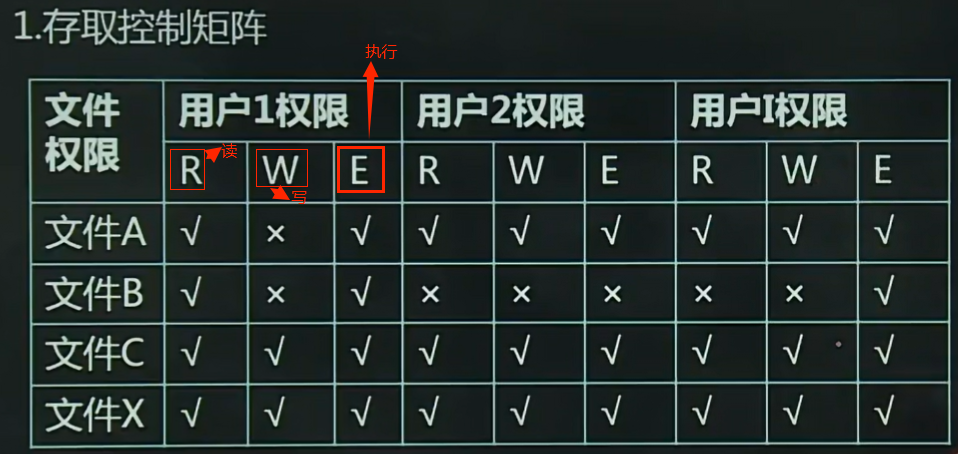 1.存取控制矩阵
执行
文件权限 用户1权限 用户2权限 用户I权限
R 读 W 写 E R W E R W E
文件A √ × √ √ √ √ √ √ √
文件B √ × √ × × × × × √
文件C √ √ √ √ √ √ √ √ √
文件X √ √ √ √ √ √ √ √ √